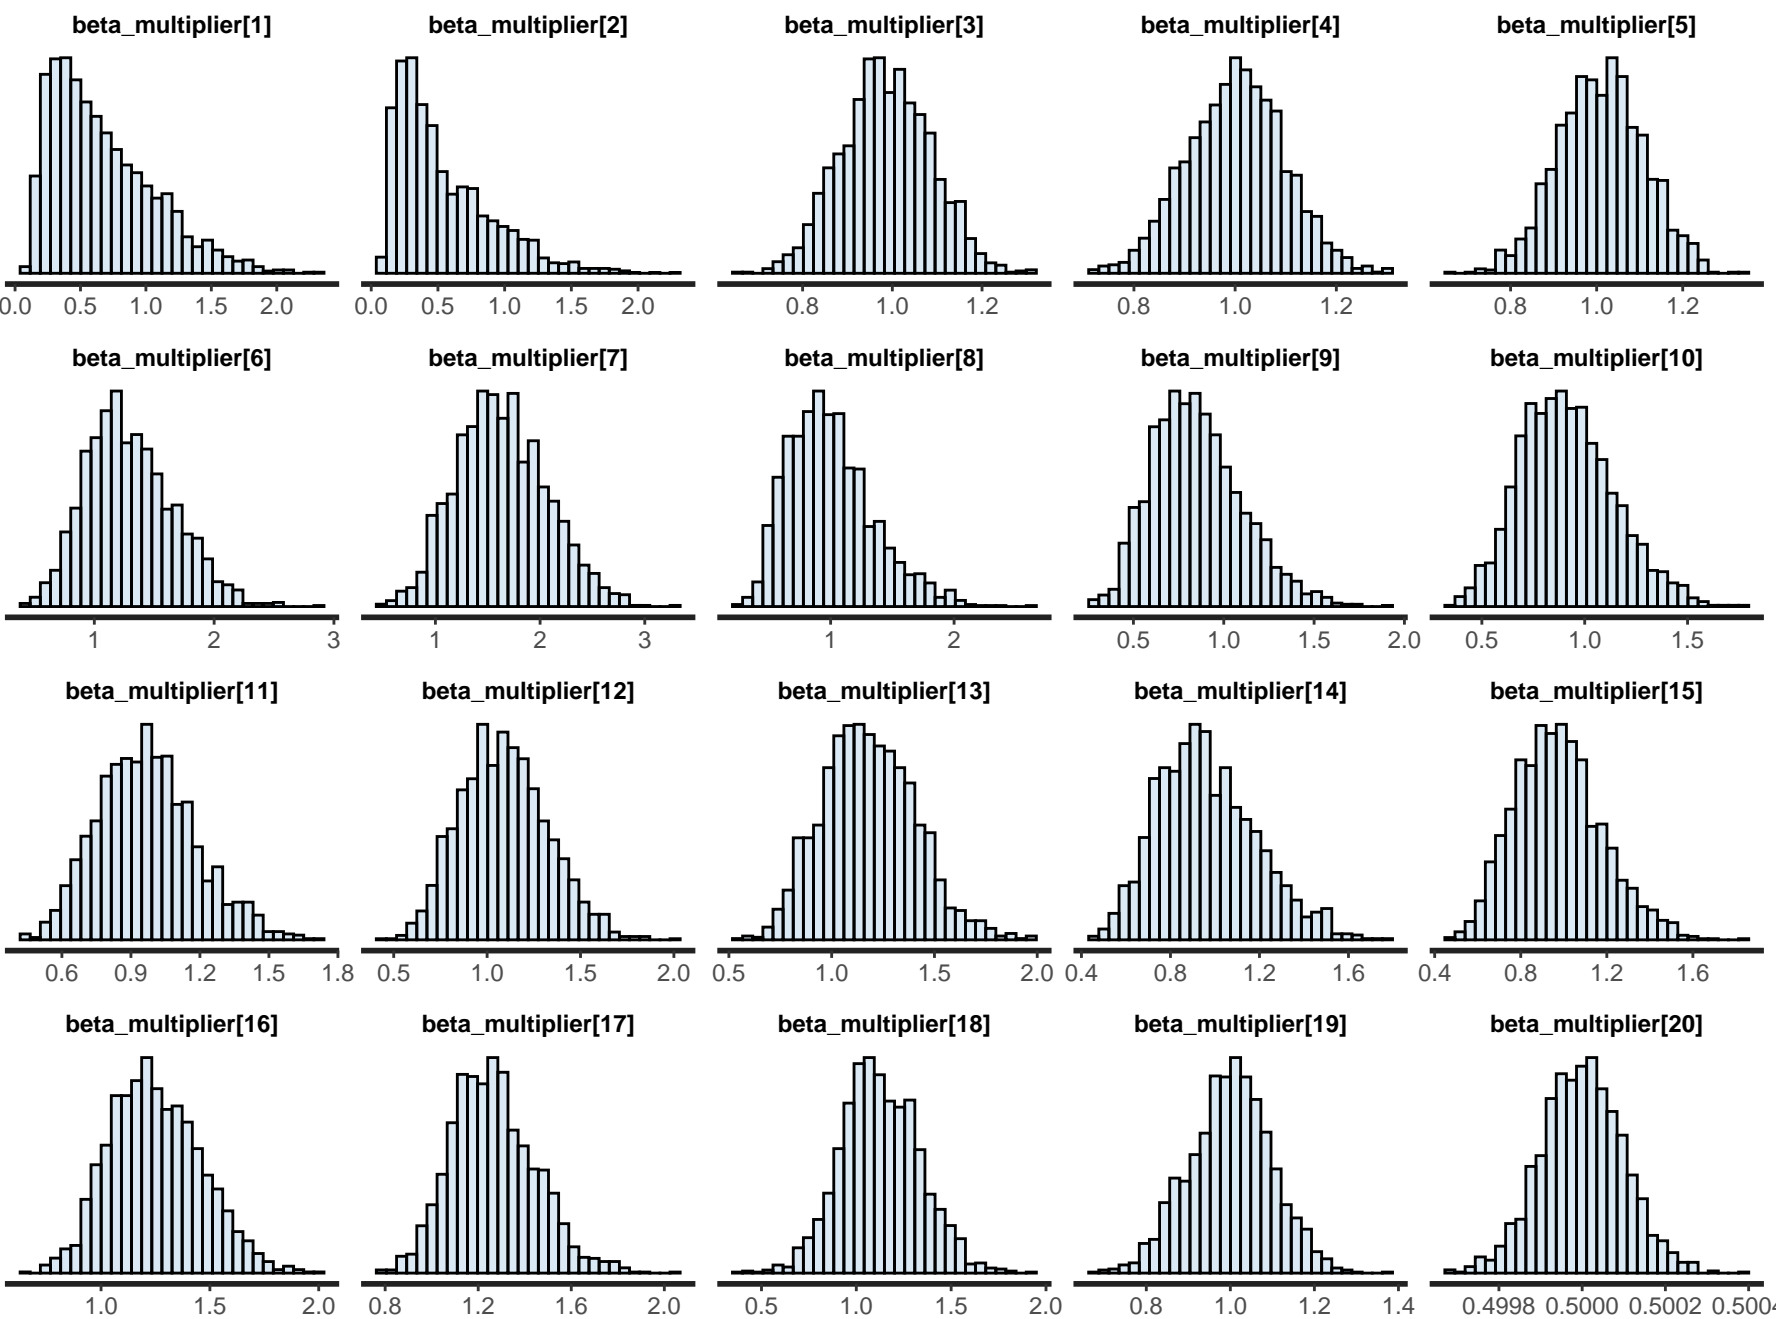 beta_multiplier[1] beta_multiplier[2] beta_multiplier[3] beta_multiplier[4] beta_multiplier[5]
0.0 0.5 1.0 1.5 2.0 0.0 0.5 1.0 1.5 2.0 0.8 1.0 1.2 0.8 1.0 1.2 0.8 1.0 1.2
beta_multiplier[6] beta_multiplier[7] beta_multiplier[8] beta_multiplier[9] beta_multiplier[10]
1 2 3 1 2 3 1 2 0.5 1.0 1.5 2.0 0.5 1.0 1.5
beta_multiplier[11] beta_multiplier[12] beta_multiplier[13] beta_multiplier[14] beta_multiplier[15]
0.6 0.9 1.2 1.5 1.8 0.5 1.0 1.5 2.0 0.5 1.0 1.5 2.0 0.4 0.8 1.2 1.6 0.4 0.8 1.2 1.6
beta_multiplier[16] beta_multiplier[17] beta_multiplier[18] beta_multiplier[19] beta_multiplier[20]
1.0 1.5 2.0 0.8 1.2 1.6 2.0 0.5 1.0 1.5 2.0 0.8 1.0 1.2 1.4 0.4998 0.5000 0.5002 0.5004